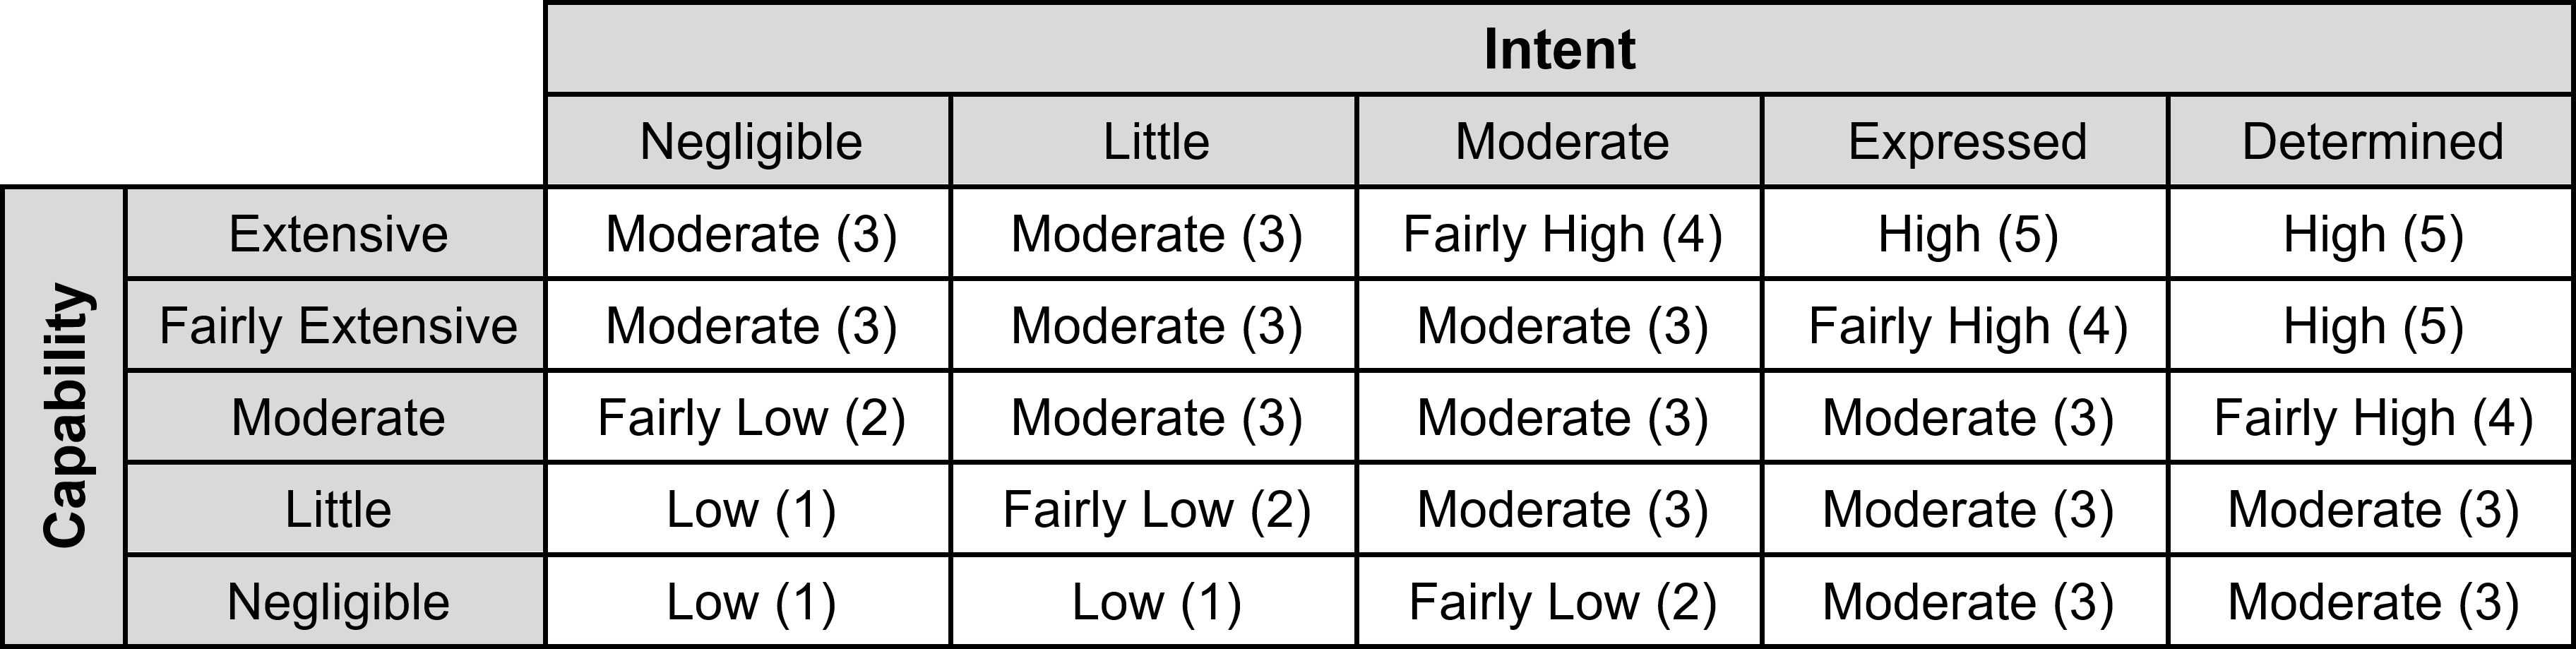 Intent
Negligible Little Moderate Expressed Determined
Capability
Extensive Moderate (3) Moderate (3) Fairly High (4) High (5) High (5)
Fairly Extensive Moderate (3) Moderate (3) Moderate (3) Fairly High (4) High (5)
Moderate Fairly Low (2) Moderate (3) Moderate (3) Moderate (3) Fairly High (4)
Little Low (1) Fairly Low (2) Moderate (3) Moderate (3) Moderate (3)
Negligible Low (1) Low (1) Fairly Low (2) Moderate (3) Moderate (3)